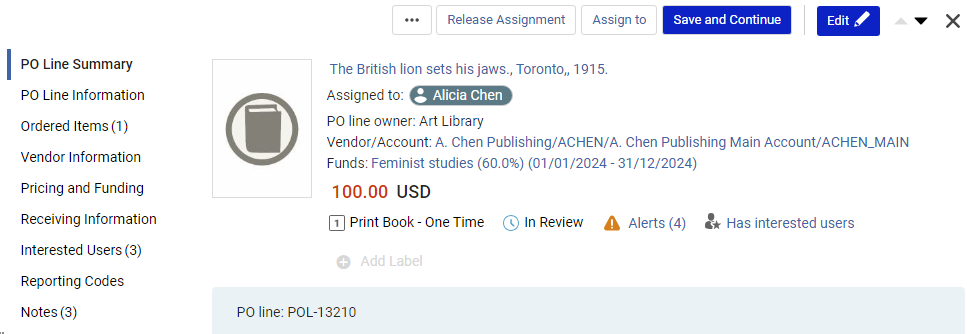 ... Release Assignment Assign to Save and Continue Edit
PO Line Summary
PO Line Information
Ordered Items (1)
Vendor Information
Pricing and Funding
Receiving Information
Interested Users (3)
Reporting Codes
Notes (3)
The British lion sets his jaws., Toronto,, 1915.
Assigned to: Alicia Chen
PO line owner: Art Library
Vendor/Account: A. Chen Publishing/ACHEN/A. Chen Publishing Main Account/ACHEN_MAIN
Funds: Feminist studies (60.0%) (01/01/2024 - 31/12/2024)
100.00 USD
1 Print Book - One Time In Review Alerts (4) Has interested users
Add Label
PO line: POL-13210